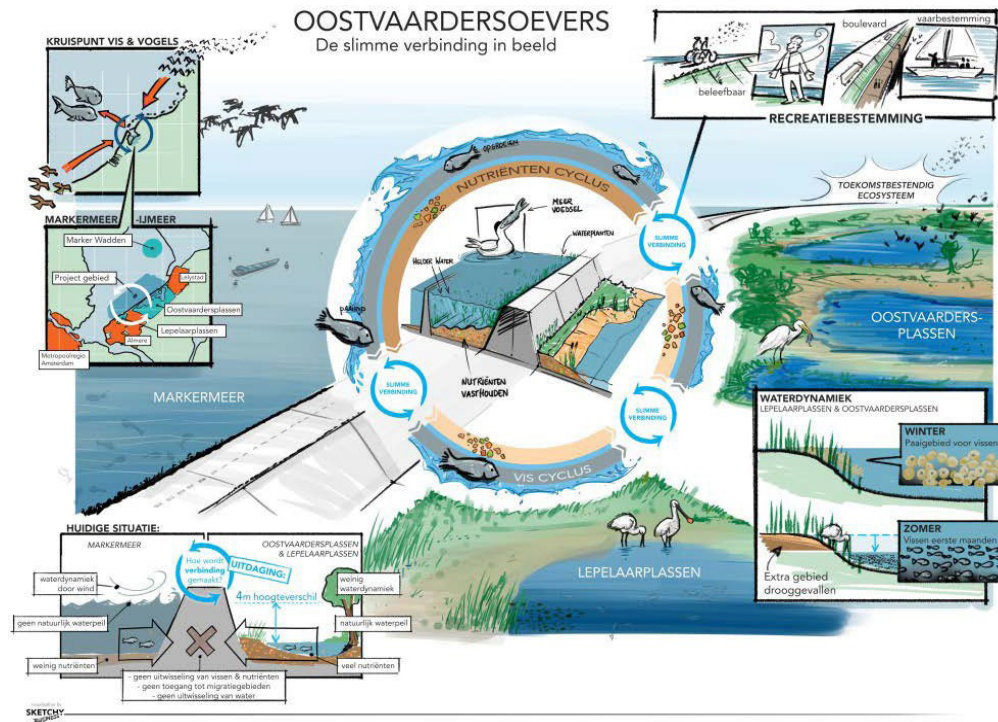 OOSTVAARDERSOEVERS
De slimme verbinding in beeld
KRUISPUNT VIS & VOGELS
MARKERMEER
-IJMEER
Marker Wadden
Project gebied
Lelystad
Oostvaardersplassen
Lepelaarplassen
Almere
Metropoolregio
Amsterdam
beleefbaar
boulevard
vaarbestemming
RECREATIEBESTEMMING
TOEKOMSTBESTENDIG
ECOSYSTEEM
OPGROEIEN
NUTRIËNTEN CYCLUS
MEER
VOEDSEL
WATERPLANTEN
HELDER WATER
PAAIEND
NUTRIËNTEN
VASTHOUDEN
SLIMME
VERBINDING
SLIMME
VERBINDING
SLIMME
VERBINDING
VIS CYCLUS
MARKERMEER
OOSTVAARDERS-
PLASSEN
LEPELAARPLASSEN
WATERDYNAMIEK
LEPELAARPLASSEN & OOSTVAARDERSPLASSEN
WINTER
Paaigebied voor vissen
ZOMER
Vissen eerste maanden
Extra gebied
drooggevallen
HUIDIGE SITUATIE:
MARKERMEER
OOSTVAARDERSPLASSEN
& LEPELAARPLASSEN
Hoe wordt
verbinding
gemaakt?
UITDAGING:
4m hoogteverschil
waterdynamiek
door wind
geen natuurlijk waterpeil
weinig nutriënten
weinig
waterdynamiek
natuurlijk waterpeil
veel nutriënten
- geen uitwisseling van vissen & nutriënten
- geen toegang tot migratiegebieden
- geen uitwisseling van water
SKETCHY
BUSINESS